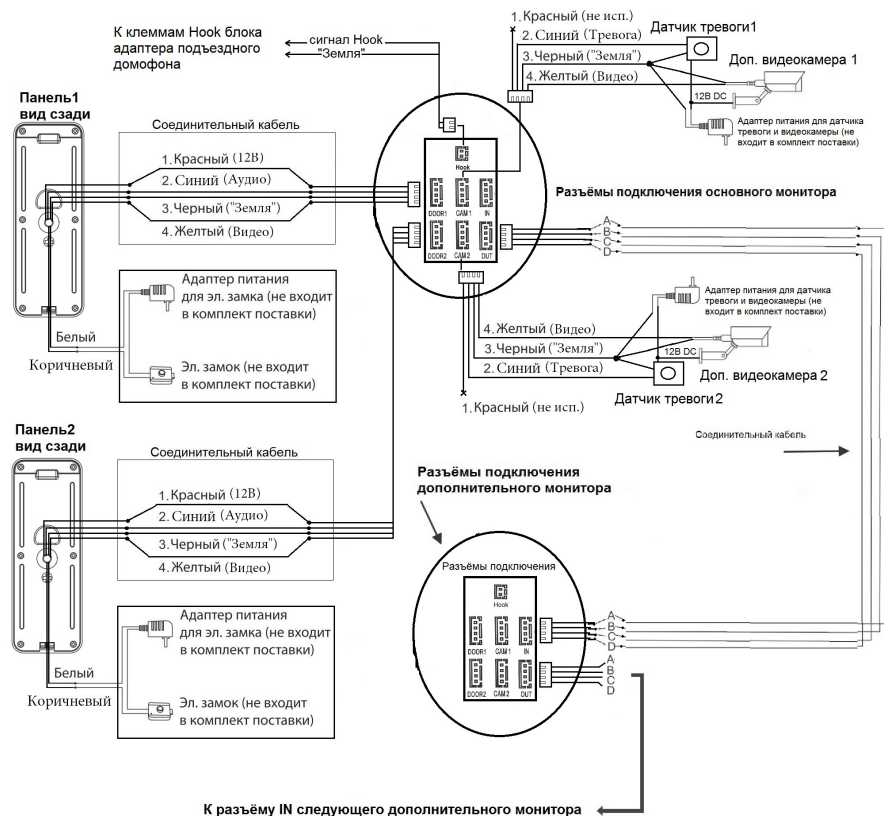 К клеммам Hook блока
адаптера подъездного
домофона
сигнал Hook
"Земля"
1. Красный (не исп.)
2. Синий (Тревога)
3. Черный ("Земля")
4. Желтый (Видео)
Датчик тревоги1
Доп. видеокамера 1
12В DC
Адаптер питания для датчика
тревоги и видеокамеры (не
входит в комплект поставки)
Панель1
вид сзади
Соединительный кабель
1. Красный (12В)
2. Синий (Аудио)
3. Черный ("Земля")
4. Желтый (Видео)
Hook
DOOR1 CAM 1 IN
DOOR2 CAM 2 OUT
Разъёмы подключения основного монитора
A
B
C
D
Адаптер питания
для эл. замка (не входит
в комплект поставки)
Белый
Коричневый
Эл. замок (не входит
в комплект поставки)
Адаптер питания для датчика
тревоги и видеокамеры (не
входит в комплект поставки)
4. Желтый (Видео)
3. Черный ("Земля")
2. Синий (Тревога)
1. Красный (не исп.)
12В DC
Доп. видеокамера 2
Датчик тревоги2
Панель2
вид сзади
Соединительный кабель
1. Красный (12В)
2. Синий (Аудио)
3. Черный ("Земля")
4. Желтый (Видео)
Соединительный кабель
Разъёмы подключения
дополнительного монитора
Разъёмы подключения
Hook
DOOR1 CAM 1 IN
DOOR2 CAM 2 OUT
A
B
C
D
A
B
C
D
Адаптер питания
для эл. замка (не входит
в комплект поставки)
Белый
Коричневый
Эл. замок (не входит
в комплект поставки)
К разъёму IN следующего дополнительного монитора